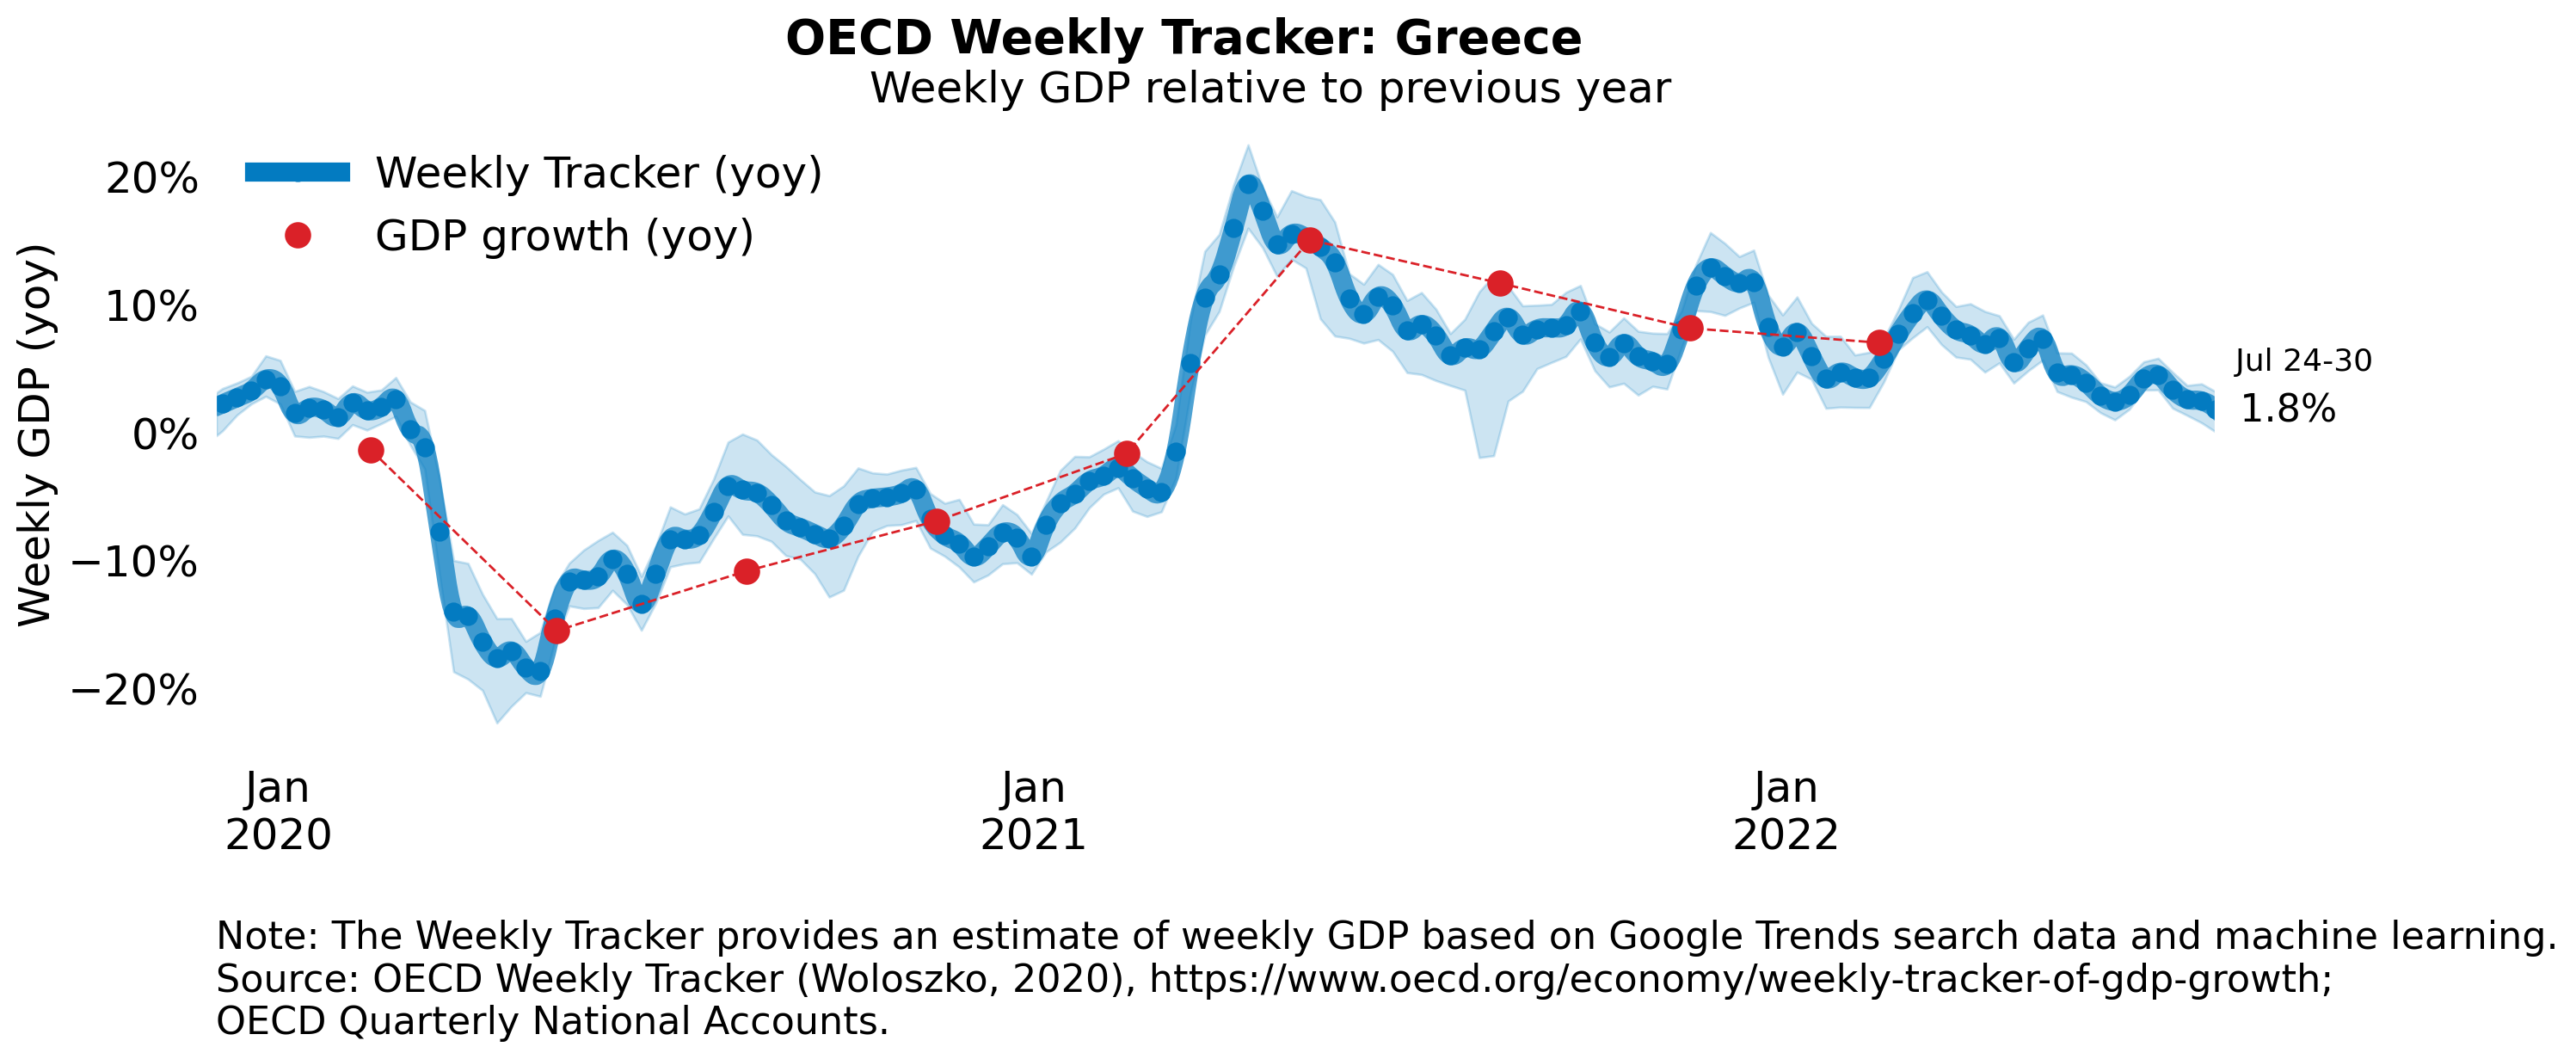 OECD Weekly Tracker: Greece
Weekly GDP relative to previous year
Weekly Tracker (yoy)
GDP growth (yoy)
Weekly GDP (yoy)
20%
10%
0%
−10%
−20%
Jul 24-30
1.8%
Jan
2020
Jan
2021
Jan
2022
Note: The Weekly Tracker provides an estimate of weekly GDP based on Google Trends search data and machine learning.
Source: OECD Weekly Tracker (Woloszko, 2020), https://www.oecd.org/economy/weekly-tracker-of-gdp-growth;
OECD Quarterly National Accounts.